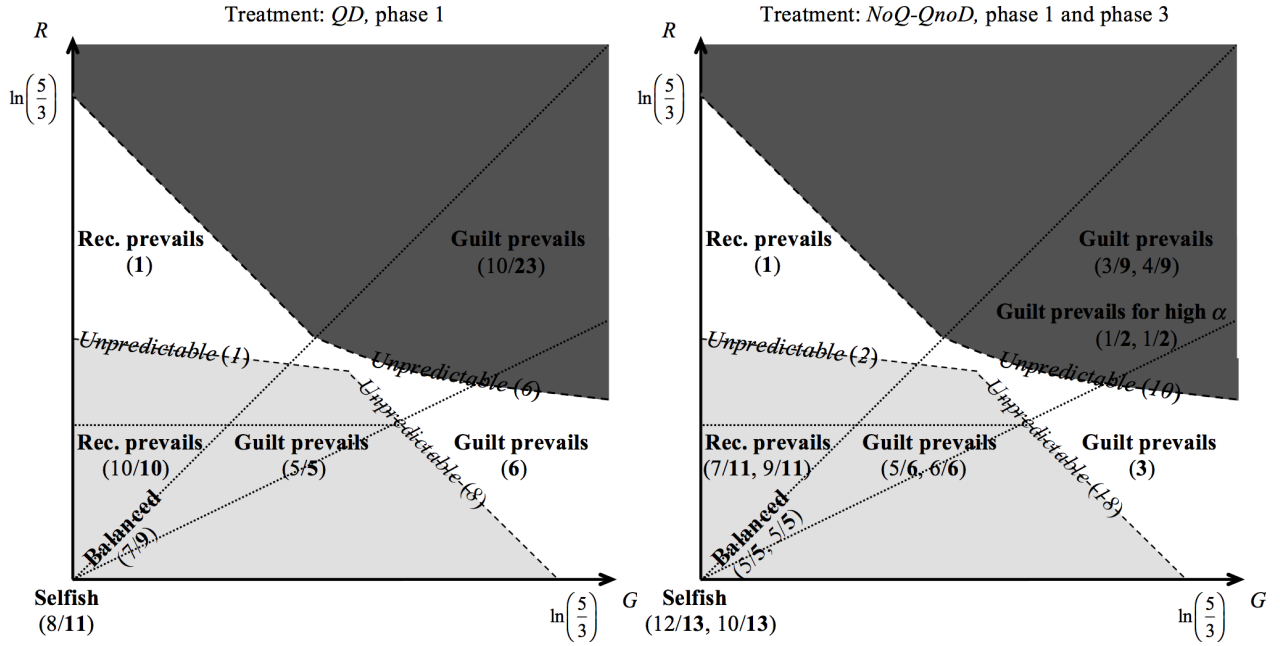 Treatment: QD, phase 1
R
ln(5/3)
Rec. prevails
(1)
Guilt prevails
(10/23)
Unpredictable (1)
Unpredictable (6)
Unpredictable (8)
Rec. prevails
(10/10)
Guilt prevails
(5/5)
Guilt prevails
(6)
Balanced
(7/9)
Selfish
(8/11)
ln(5/3)
G
Treatment: NoQ-QnoD, phase 1 and phase 3
R
ln(5/3)
Rec. prevails
(1)
Guilt prevails
(3/9, 4/9)
Guilt prevails for high α
(1/2, 1/2)
Unpredictable (2)
Unpredictable (10)
Unpredictable (18)
Rec. prevails
(7/11, 9/11)
Guilt prevails
(5/6, 6/6)
Guilt prevails
(3)
Balanced
(5/5, 5/5)
Selfish
(12/13, 10/13)
ln(5/3)
G